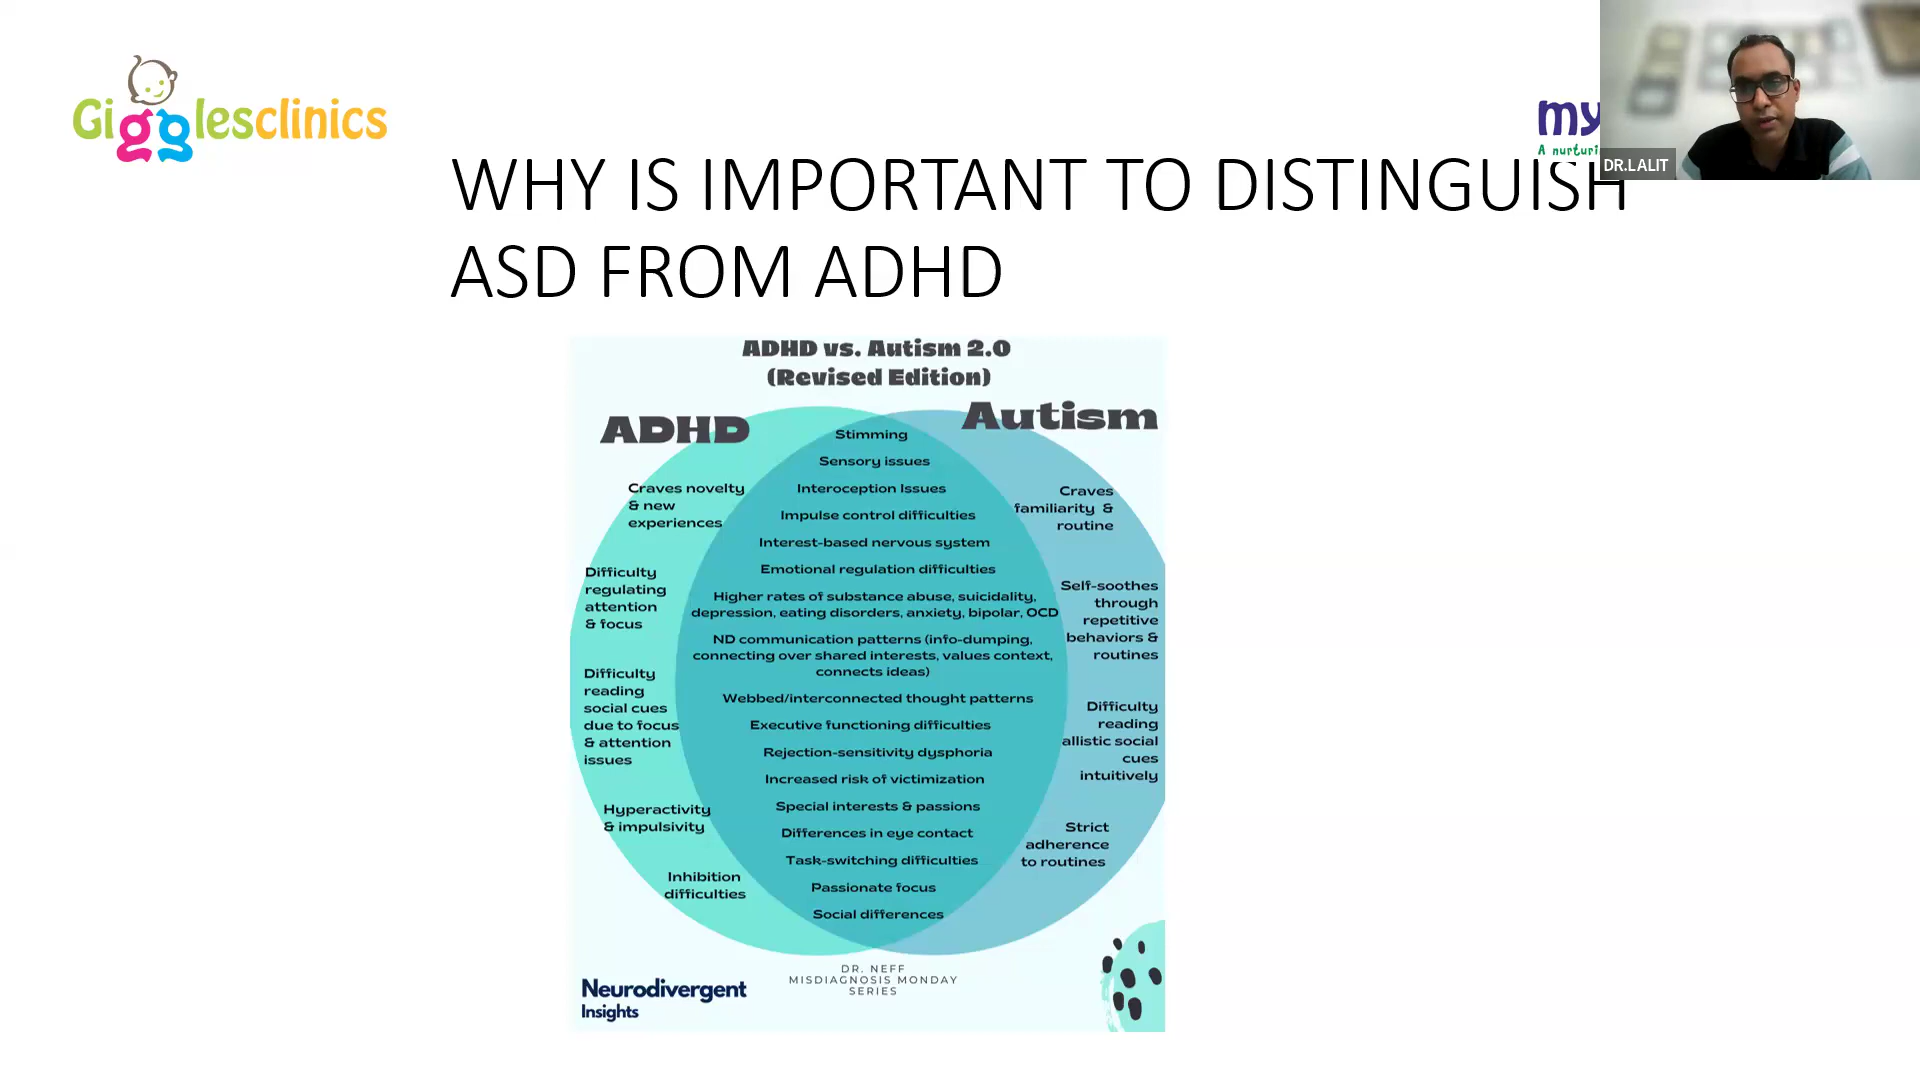 Gigglesclinics
my
A nurturi
DR.LALIT
WHY IS IMPORTANT TO DISTINGUISH
ASD FROM ADHD
ADHD vs. Autism 2.0
(Revised Edition)
ADHD
Autism
Craves novelty
& new
experiences
Difficulty
regulating
attention
& focus
Difficulty
reading
social cues
due to focus
& attention
issues
Hyperactivity
& impulsivity
Inhibition
difficulties
Stimming
Sensory issues
Interoception Issues
Impulse control difficulties
Interest-based nervous system
Emotional regulation difficulties
Higher rates of substance abuse, suicidality,
depression, eating disorders, anxiety, bipolar, OCD
ND communication patterns (info-dumping,
connecting over shared interests, values context,
connects ideas)
Webbed/interconnected thought patterns
Executive functioning difficulties
Rejection-sensitivity dysphoria
Increased risk of victimization
Special interests & passions
Differences in eye contact
Task-switching difficulties
Passionate focus
Social differences
Craves
familiarity &
routine
Self-soothes
through
repetitive
behaviors &
routines
Difficulty
reading
allistic social
cues
intuitively
Strict
adherence
to routines
DR. NEFF
MISDIAGNOSIS MONDAY
SERIES
Neurodivergent
Insights